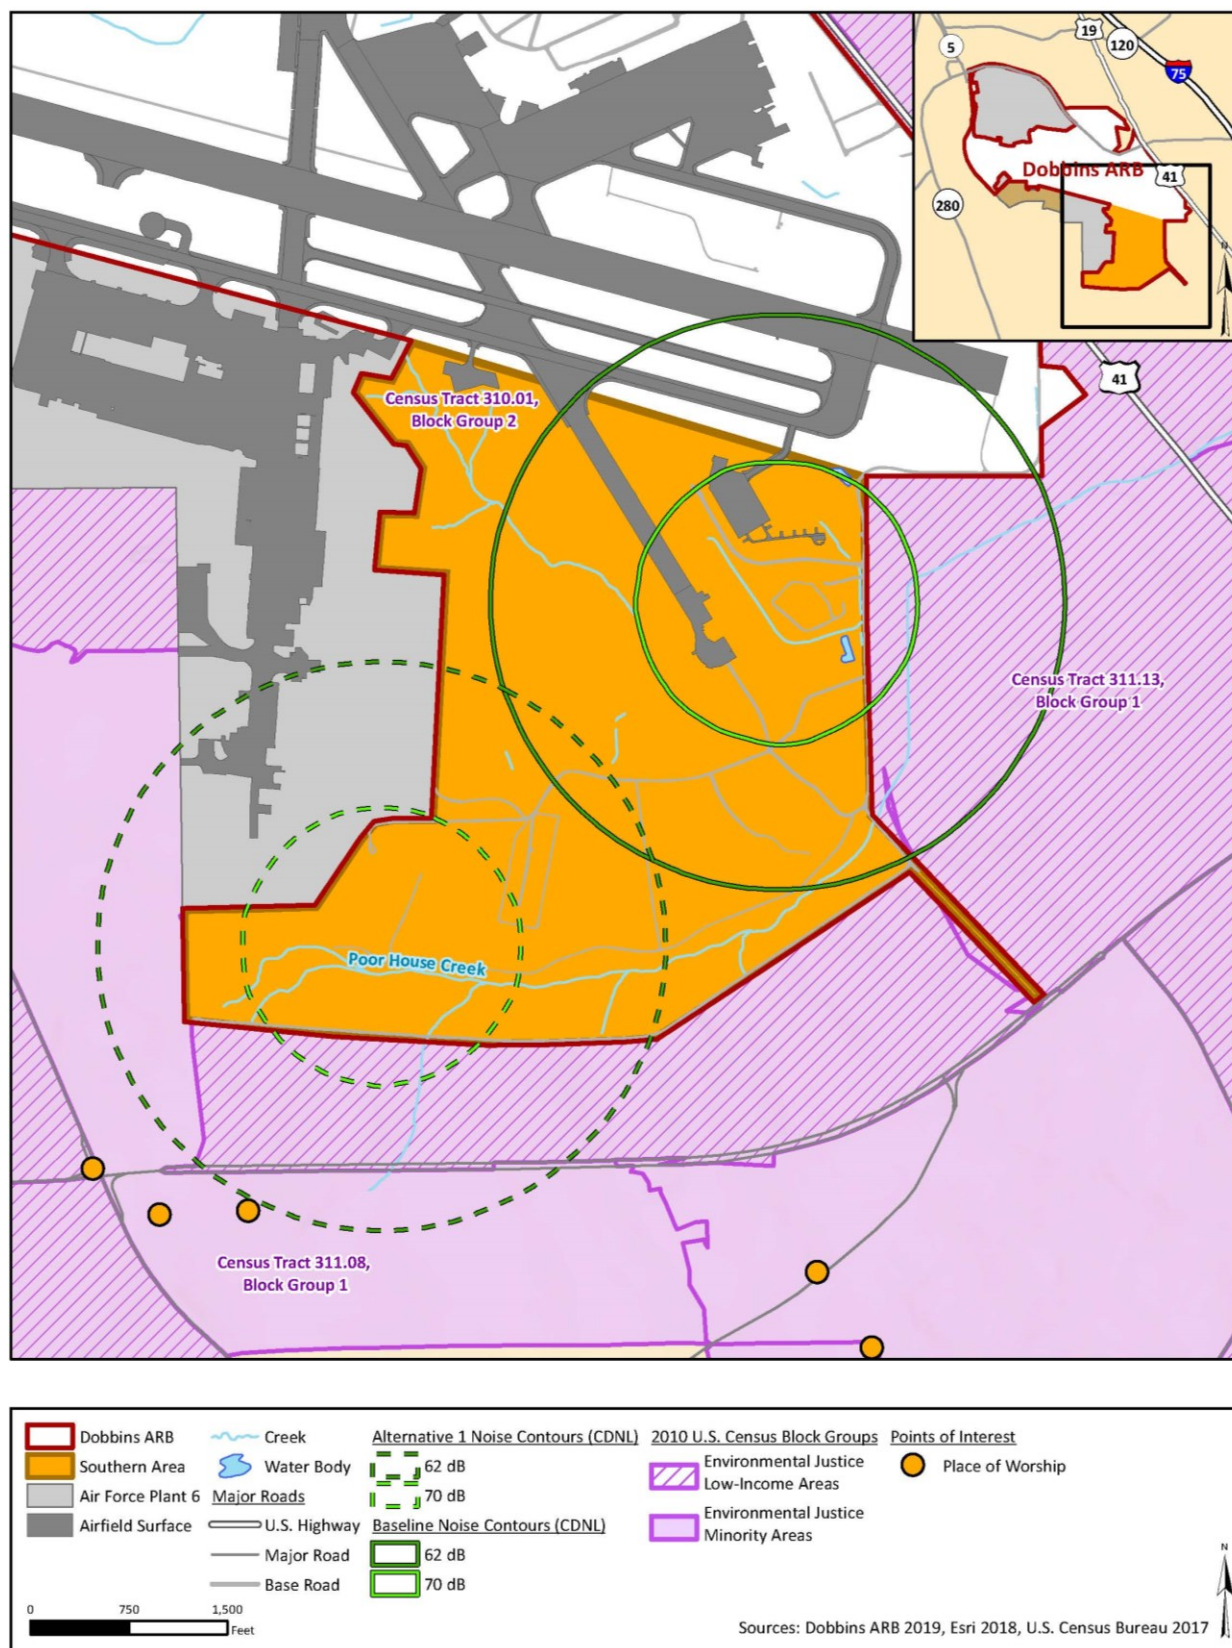 19
120
5
75
Dobbins ARB
41
280
N
41
Census Tract 310.01,
Block Group 2
Census Tract 311.13,
Block Group 1
Poor House Creek
Census Tract 311.08,
Block Group 1
Dobbins ARB
Southern Area
Air Force Plant 6
Airfield Surface
Creek
Water Body
Major Roads
U.S. Highway
Major Road
Base Road
Alternative 1 Noise Contours (CDNL)
62 dB
70 dB
Baseline Noise Contours (CDNL)
62 dB
70 dB
2010 U.S. Census Block Groups
Environmental Justice
Low-Income Areas
Environmental Justice
Minority Areas
Points of Interest
Place of Worship
0 750 1,500
Feet
N
Sources: Dobbins ARB 2019, Esri 2018, U.S. Census Bureau 2017